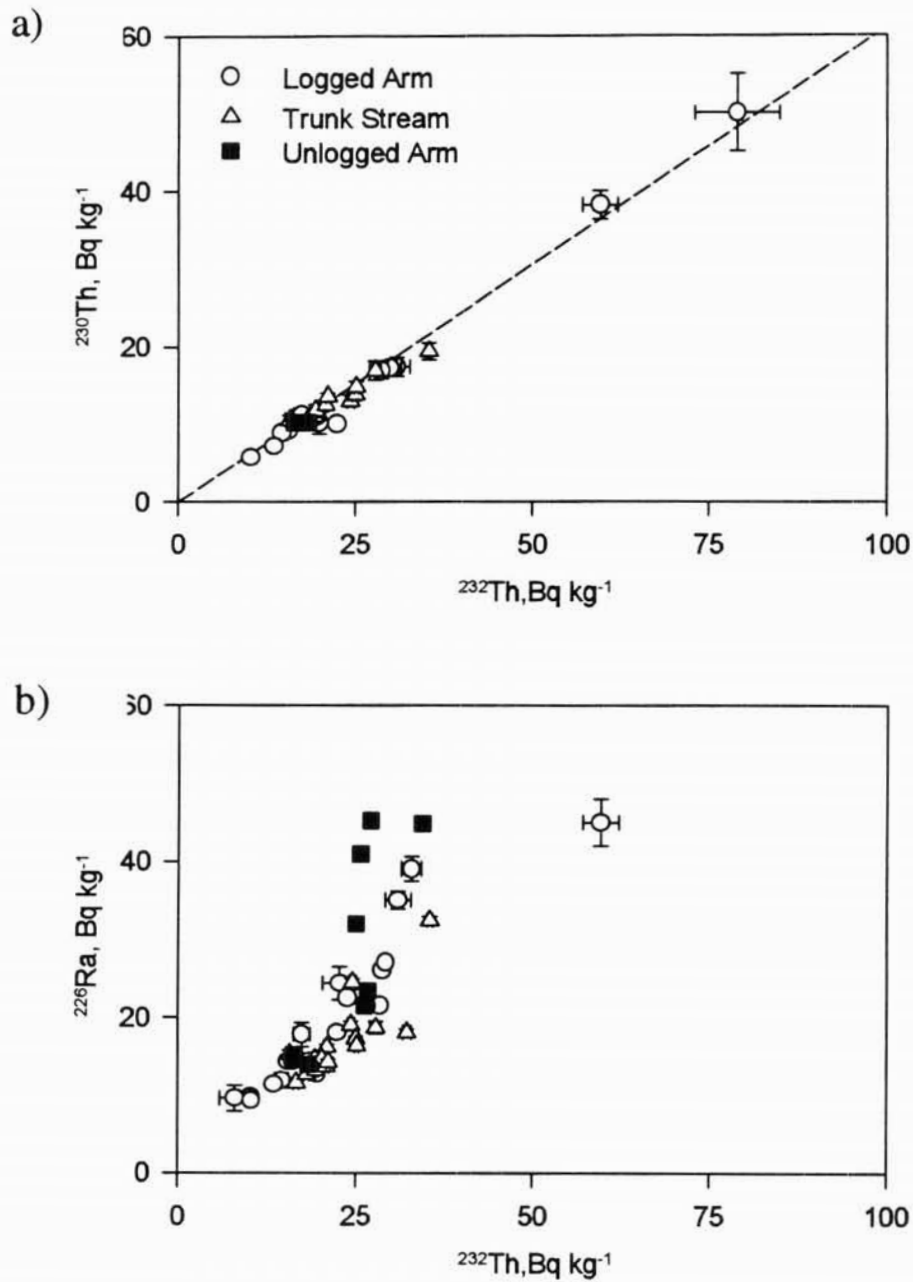 a)
60
Logged Arm
Trunk Stream
Unlogged Arm
40
20
0
²³⁰Th, Bq kg⁻¹
0 25 50 75 100
²³²Th,Bq kg⁻¹
b)
60
40
20
0
²²⁶Ra, Bq kg⁻¹
0 25 50 75 100
²³²Th,Bq kg⁻¹